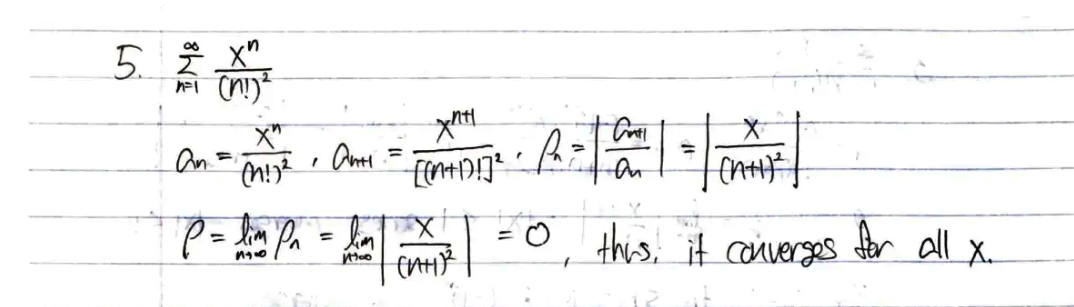 5. $\sum_{n=1}^{\infty} \frac{x^n}{(n!)^2}$
$a_n = \frac{x^n}{(n!)^2}, a_{n+1} = \frac{x^{n+1}}{[(n+1)!]^2}, \rho_n = \left| \frac{a_{n+1}}{a_n} \right| = \left| \frac{x}{(n+1)^2} \right|$
$\rho = \lim_{n \to \infty} \rho_n = \lim_{n \to \infty} \left| \frac{x}{(n+1)^2} \right| = 0$, thus, it converges for all x.